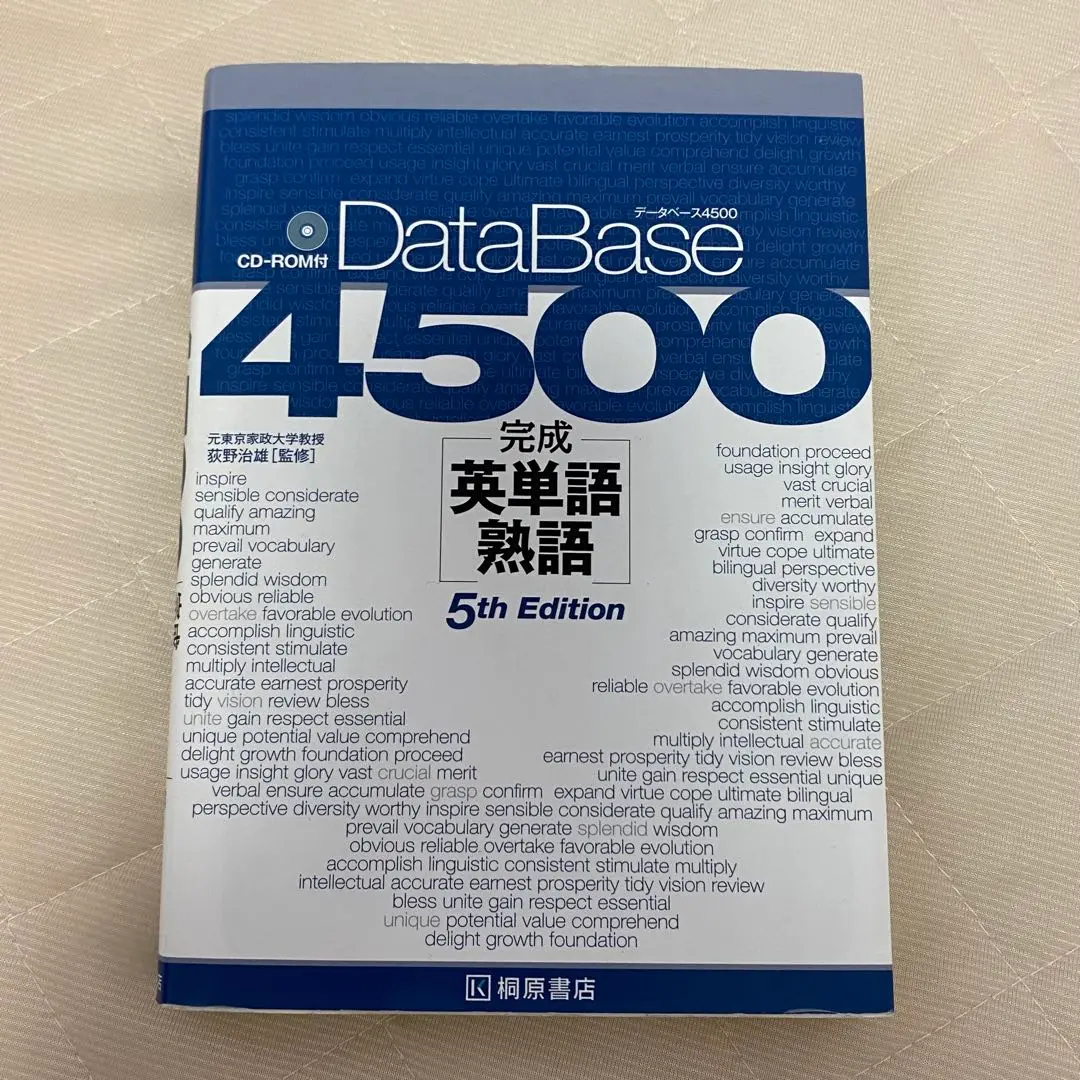 splendid wisdom obvious reliable overtake favorable evolution accomplish linguistic
consistent stimulate multiply intellectual accurate earnest prosperity tidy vision review
bless unite gain respect essential unique potential value comprehend delight growth
foundation proceed usage insight glory vast crucial merit verbal ensure accumulate
grasp confirm expand virtue cope ultimate bilingual perspective diversity worthy
inspire sensible considerate qualify amazing maximum prevail vocabulary generate
データベース4500
CD-ROM付
DataBase
4500
元東京家政大学教授
荻野治雄[監修]
完成
英単語
熟語
5th Edition
inspire
sensible considerate
qualify amazing
maximum
prevail vocabulary
generate
splendid wisdom
obvious reliable
overtake favorable evolution
accomplish linguistic
consistent stimulate
multiply intellectual
accurate earnest prosperity
tidy vision review bless
unite gain respect essential
unique potential value comprehend
delight growth foundation proceed
usage insight glory vast crucial merit
foundation proceed
usage insight glory
vast crucial
merit verbal
ensure accumulate
grasp confirm expand
virtue cope ultimate
bilingual perspective
diversity worthy
inspire sensible
considerate qualify
amazing maximum prevail
vocabulary generate
splendid wisdom obvious
reliable overtake favorable evolution
accomplish linguistic
consistent stimulate
multiply intellectual accurate
earnest prosperity tidy vision review bless
unite gain respect essential unique
verbal ensure accumulate grasp confirm expand virtue cope ultimate bilingual
perspective diversity worthy inspire sensible considerate qualify amazing maximum
prevail vocabulary generate splendid wisdom
obvious reliable overtake favorable evolution
accomplish linguistic consistent stimulate multiply
intellectual accurate earnest prosperity tidy vision review
bless unite gain respect essential
unique potential value comprehend
delight growth foundation
桐原書店